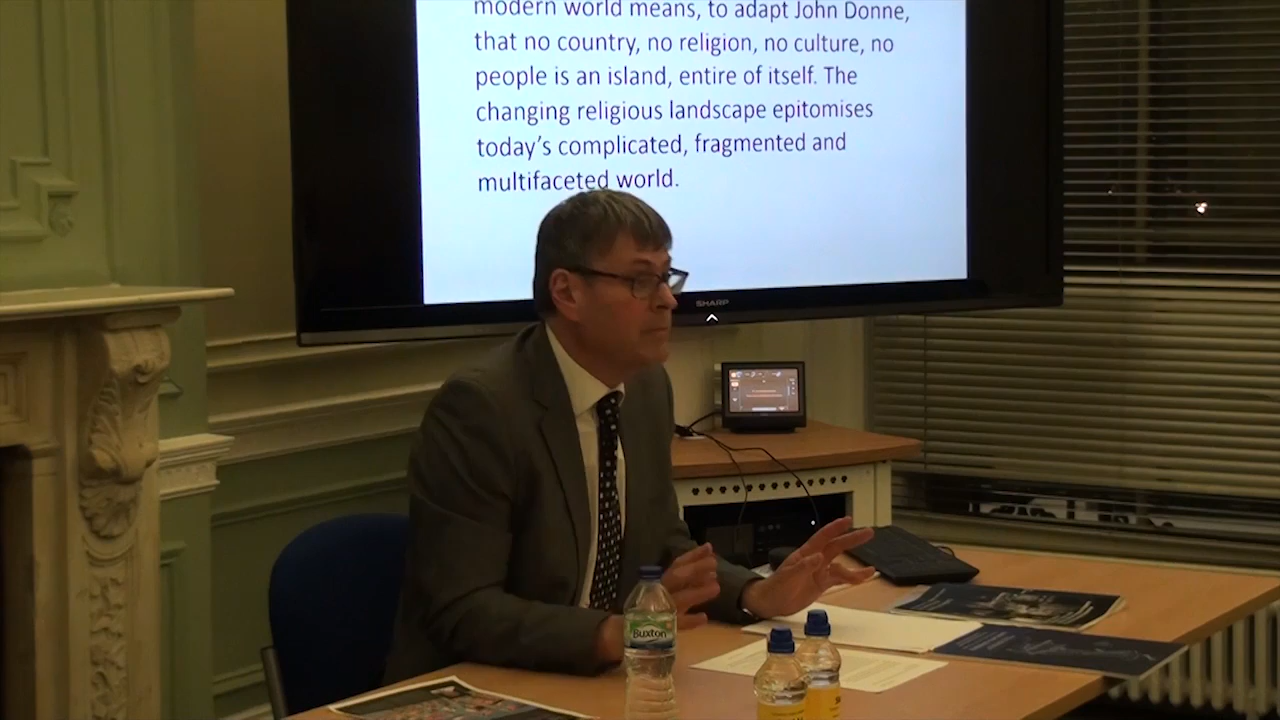 modern world means, to adapt John Donne,
that no country, no religion, no culture, no
people is an island, entire of itself. The
changing religious landscape epitomises
today's complicated, fragmented and
multifaceted world.
SHARP
Buxton